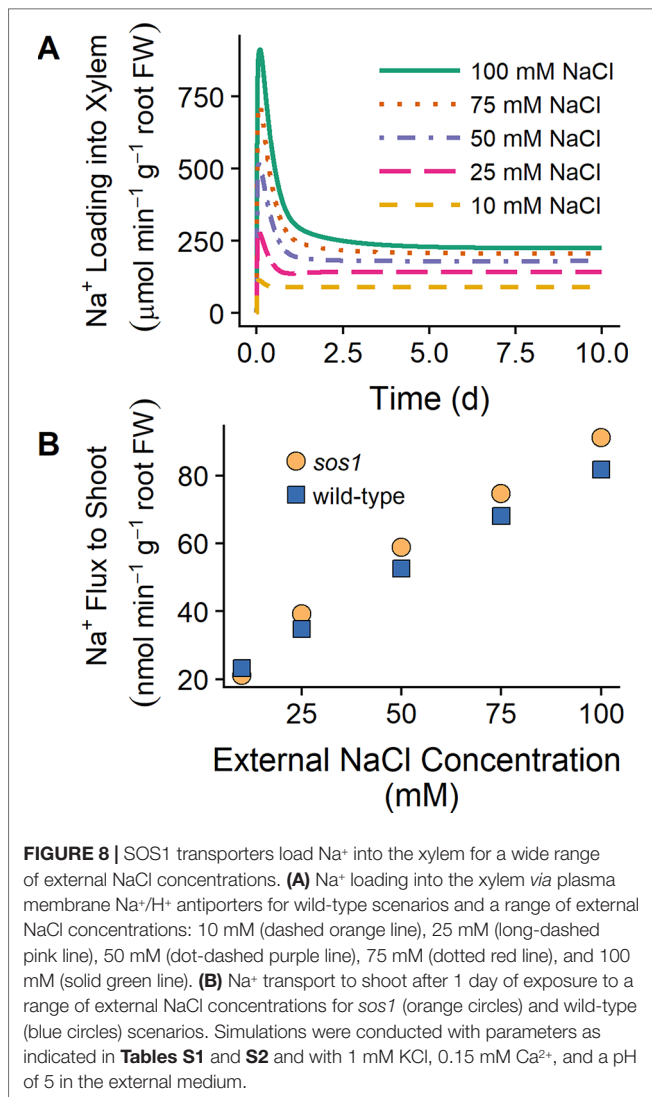 A
Na⁺ Loading into Xylem
(μmol min⁻¹ g⁻¹ root FW)
750
500
250
0
100 mM NaCl
75 mM NaCl
50 mM NaCl
25 mM NaCl
10 mM NaCl
0.0 2.5 5.0 7.5 10.0
Time (d)
B
Na⁺ Flux to Shoot
(nmol min⁻¹ g⁻¹ root FW)
80
60
40
20
sos1
wild-type
25 50 75 100
External NaCl Concentration
(mM)
FIGURE 8 | SOS1 transporters load Na⁺ into the xylem for a wide range
of external NaCl concentrations. (A) Na⁺ loading into the xylem via plasma
membrane Na⁺/H⁺ antiporters for wild-type scenarios and a range of external
NaCl concentrations: 10 mM (dashed orange line), 25 mM (long-dashed
pink line), 50 mM (dot-dashed purple line), 75 mM (dotted red line), and 100
mM (solid green line). (B) Na⁺ transport to shoot after 1 day of exposure to a
range of external NaCl concentrations for sos1 (orange circles) and wild-type
(blue circles) scenarios. Simulations were conducted with parameters as
indicated in Tables S1 and S2 and with 1 mM KCl, 0.15 mM Ca²⁺, and a pH
of 5 in the external medium.